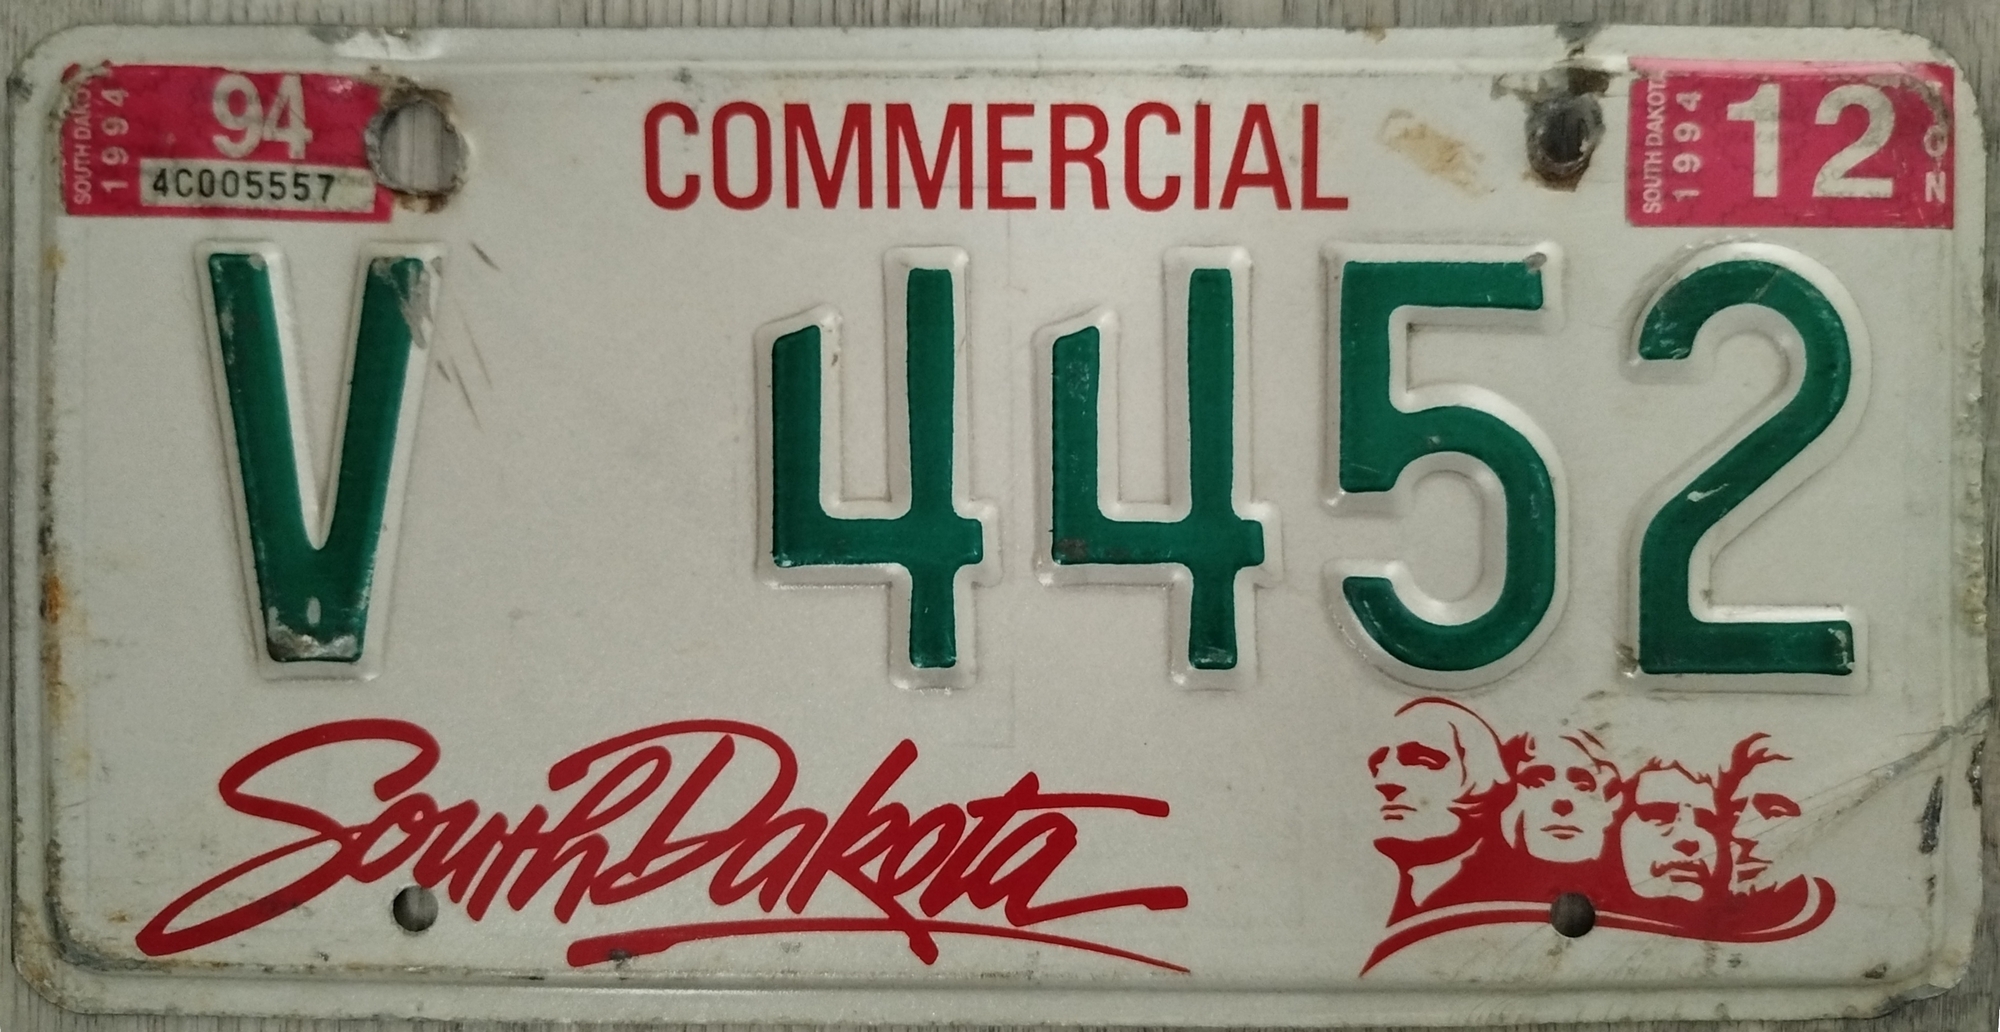 SOUTH DAKOTA 1994 94 COMMERCIAL SOUTH DAKOTA 1994 12
4C005557
V 4452
South Dakota